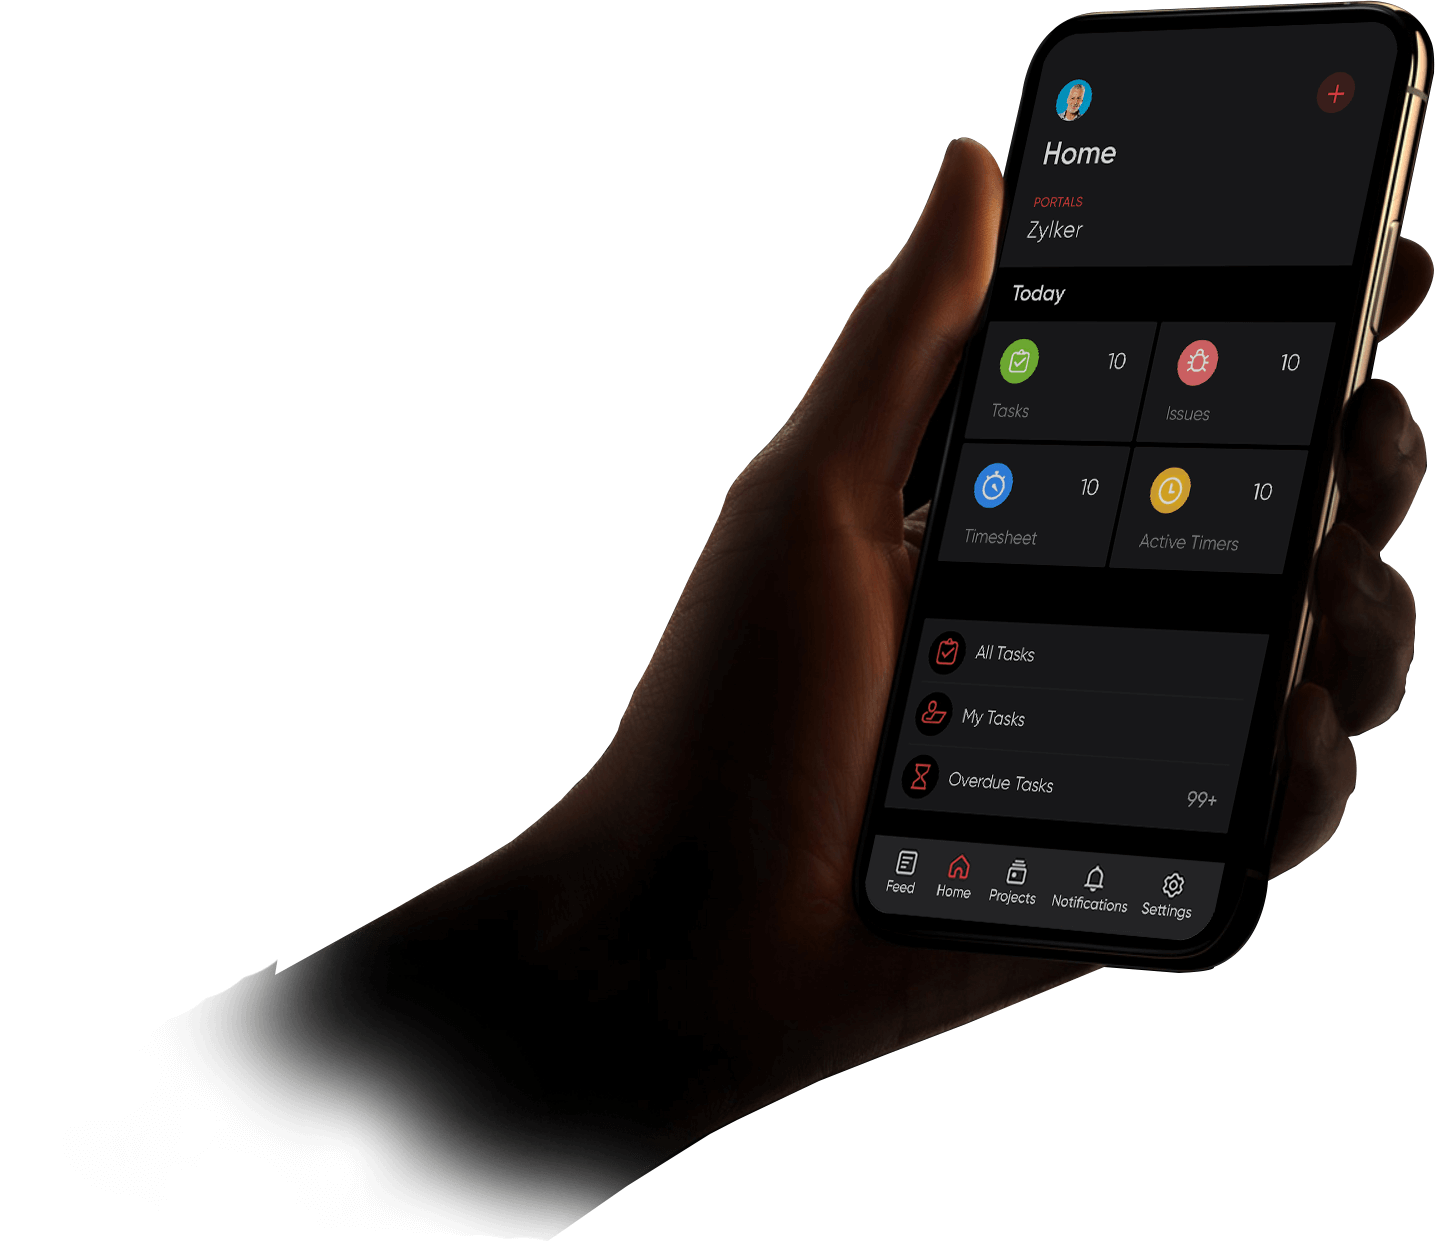 Home
PORTALS
Zylker
Today
10
Tasks
10
Issues
10
Timesheet
10
Active Timers
All Tasks
My Tasks
Overdue Tasks
99+
Feed
Home
Projects
Notifications
Settings